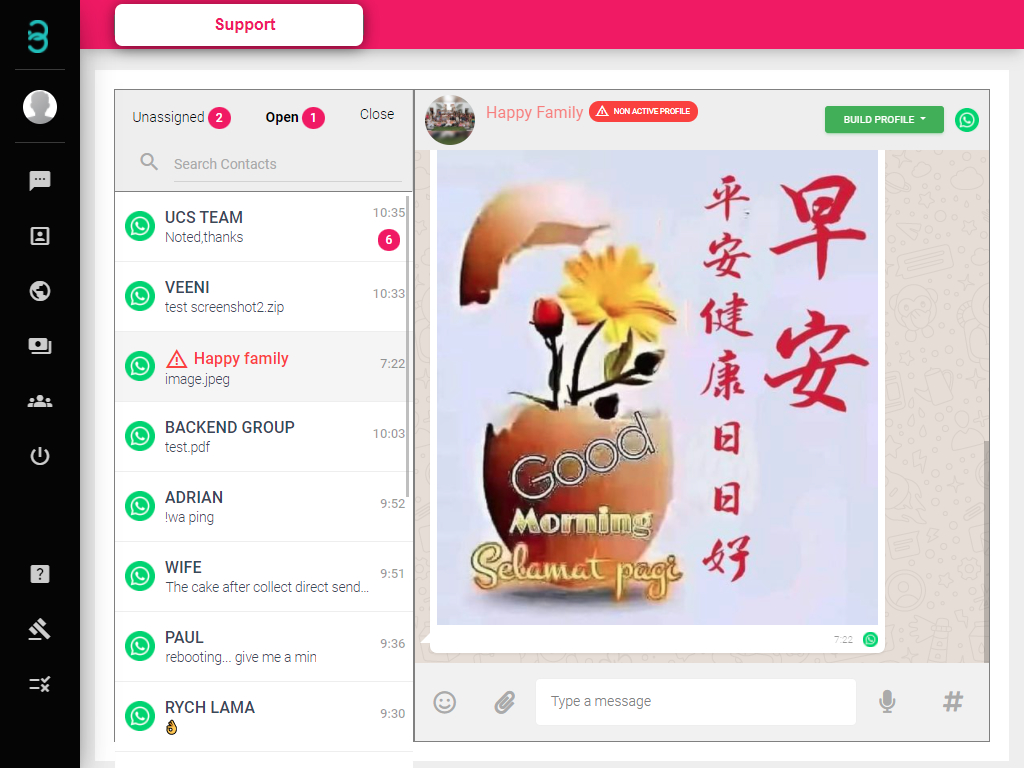 Support
Unassigned 2
Open 1
Close
Search Contacts
UCS TEAM
10:35
Noted,thanks
6
VEENI
10:33
test screenshot2.zip
Happy family
7:22
image.jpeg
BACKEND GROUP
10:03
test.pdf
ADRIAN
9:52
!wa ping
WIFE
9:51
The cake after collect direct send...
PAUL
9:36
rebooting... give me a min
RYCH LAMA
9:30
Happy Family
NON ACTIVE PROFILE
BUILD PROFILE
早安
平安健康日日好
Good
Morning
Selamat pagi
7:22
Type a message